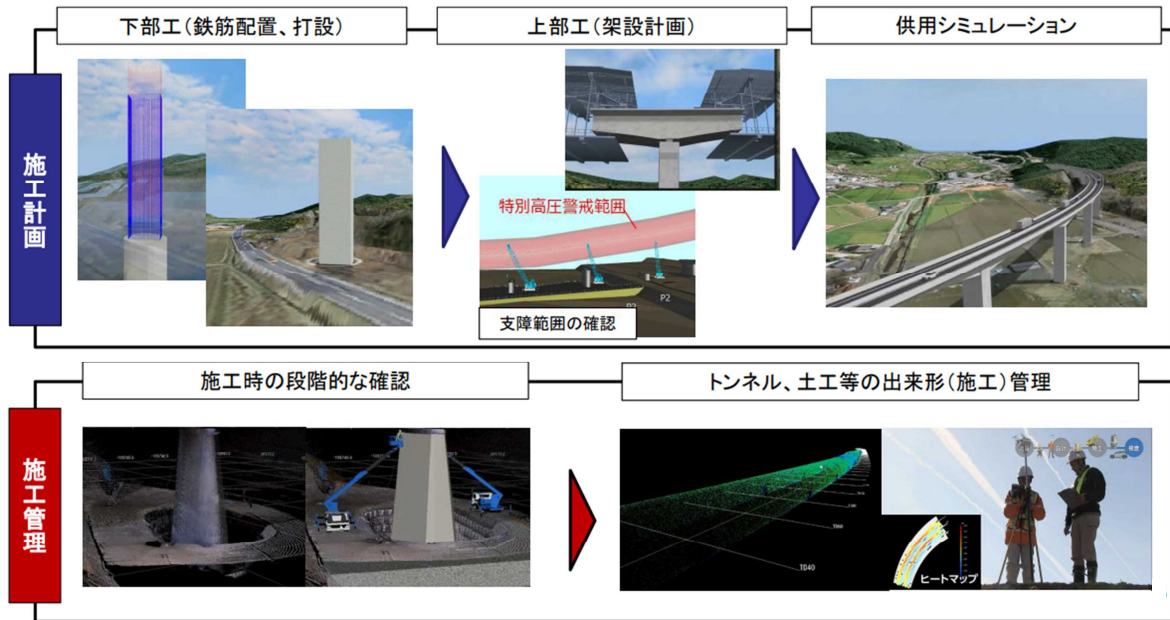 下部工(鉄筋配置、打設)
上部工(架設計画)
供用シミュレーション
施工計画
特別高圧警戒範囲
P2
P2
支障範囲の確認
施工時の段階的な確認
トンネル、土工等の出来形(施工)管理
施工管理
検査
TD60
TD40
ヒートマップ